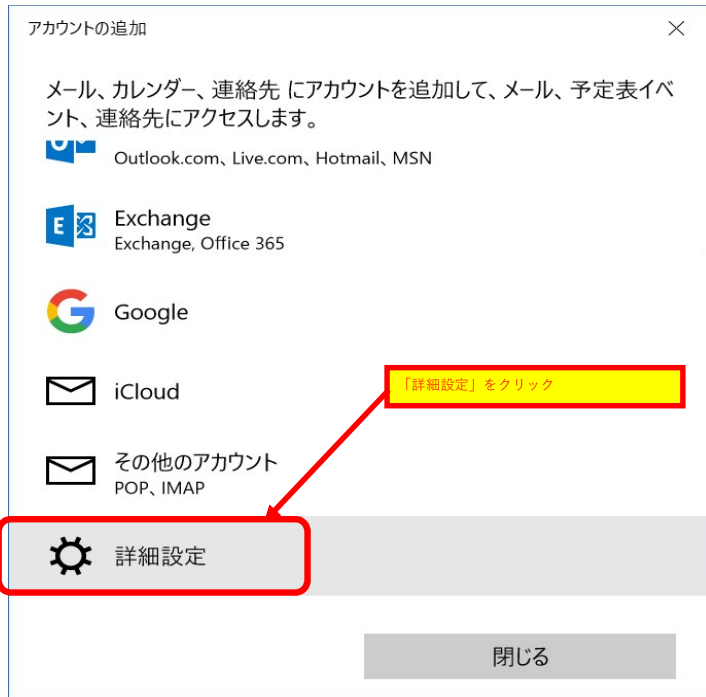 アカウントの追加
メール、カレンダー、連絡先 にアカウントを追加して、メール、予定表イベ
ント、連絡先にアクセスします。
Outlook.com、Live.com、Hotmail、MSN
Exchange
Exchange, Office 365
Google
iCloud
「詳細設定」をクリック
その他のアカウント
POP、IMAP
詳細設定
閉じる